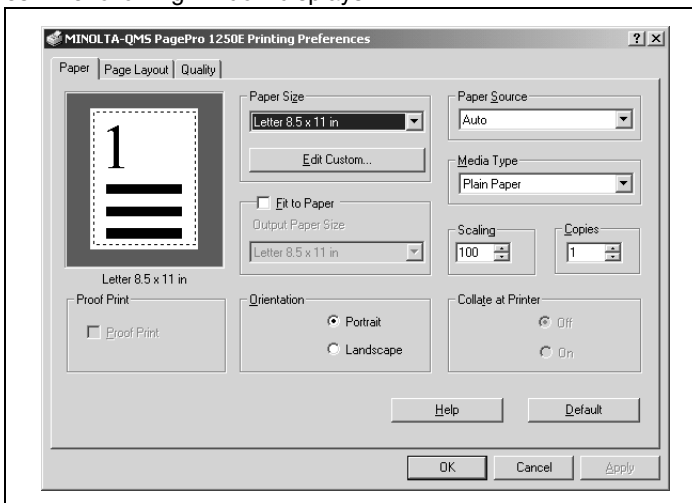 MINOLTA-QMS PagePro 1250E Printing Preferences
Paper Page Layout Quality
1
Letter 8.5 x 11 in
Paper Size
Letter 8.5 x 11 in
Edit Custom...
Paper Source
Auto
Media Type
Plain Paper
Fit to Paper
Output Paper Size
Letter 8.5 x 11 in
Scaling
100
Copies
1
Proof Print
Proof Print
Orientation
Portrait
Landscape
Collate at Printer
Off
On
Help Default
OK Cancel Apply